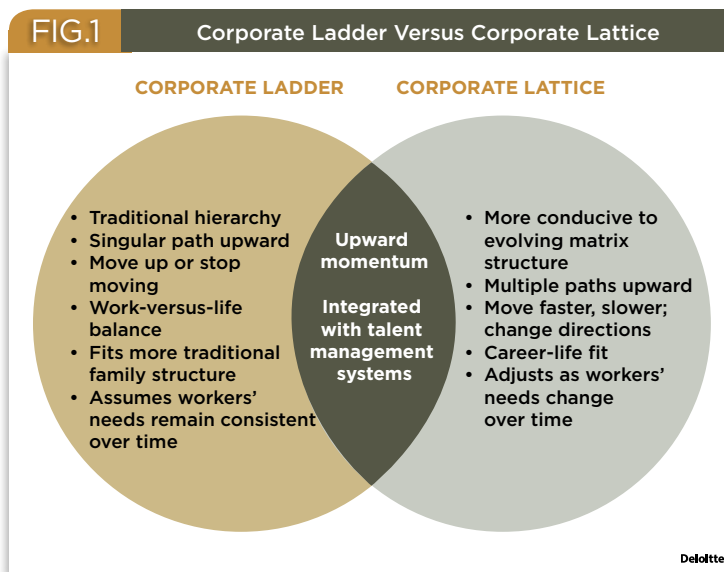 FIG.1
Corporate Ladder Versus Corporate Lattice
CORPORATE LADDER
CORPORATE LATTICE
• Traditional hierarchy
• Singular path upward
• Move up or stop
moving
• Work-versus-life
balance
• Fits more traditional
family structure
• Assumes workers'
needs remain consistent
over time
Upward
momentum
Integrated
with talent
management
systems
• More conducive to
evolving matrix
structure
• Multiple paths upward
• Move faster, slower;
change directions
• Career-life fit
• Adjusts as workers'
needs change
over time
Deloitte